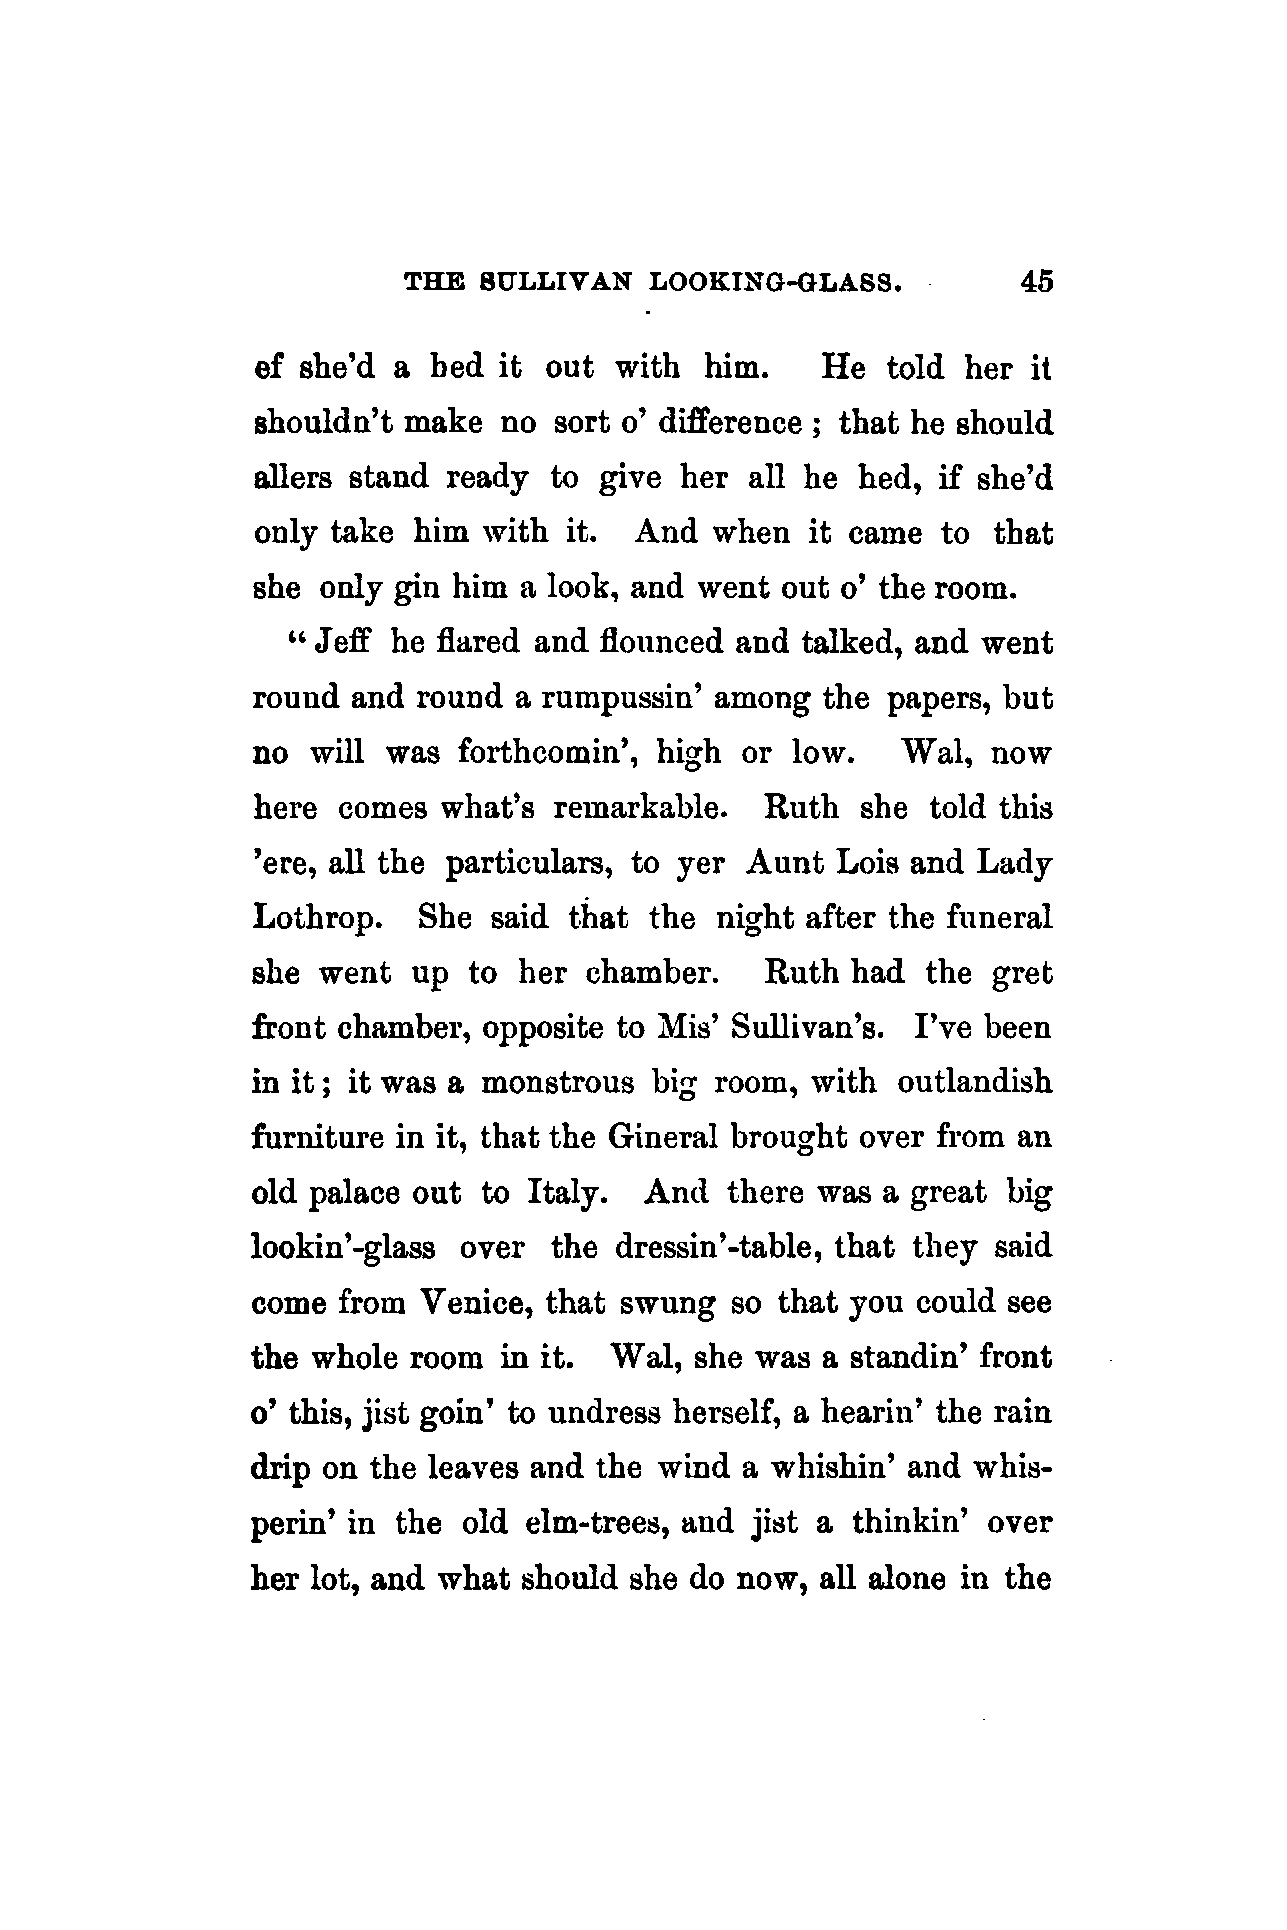 THE SULLIVAN LOOKING-GLASS. 45
ef she'd a hed it out with him. He told her it
shouldn't make no sort o' difference; that he should
allers stand ready to give her all he hed, if she'd
only take him with it. And when it came to that
she only gin him a look, and went out o' the room.
"Jeff he flared and flounced and talked, and went
round and round a rumpussin' among the papers, but
no will was forthcomin', high or low. Wal, now
here comes what's remarkable. Ruth she told this
'ere, all the particulars, to yer Aunt Lois and Lady
Lothrop. She said that the night after the funeral
she went up to her chamber. Ruth had the gret
front chamber, opposite to Mis' Sullivan's. I've been
in it; it was a monstrous big room, with outlandish
furniture in it, that the Gineral brought over from an
old palace out to Italy. And there was a great big
lookin'-glass over the dressin'-table, that they said
come from Venice, that swung so that you could see
the whole room in it. Wal, she was a standin' front
o' this, jist goin' to undress herself, a hearin' the rain
drip on the leaves and the wind a whishin' and whis-
perin' in the old elm-trees, and jist a thinkin' over
her lot, and what should she do now, all alone in the